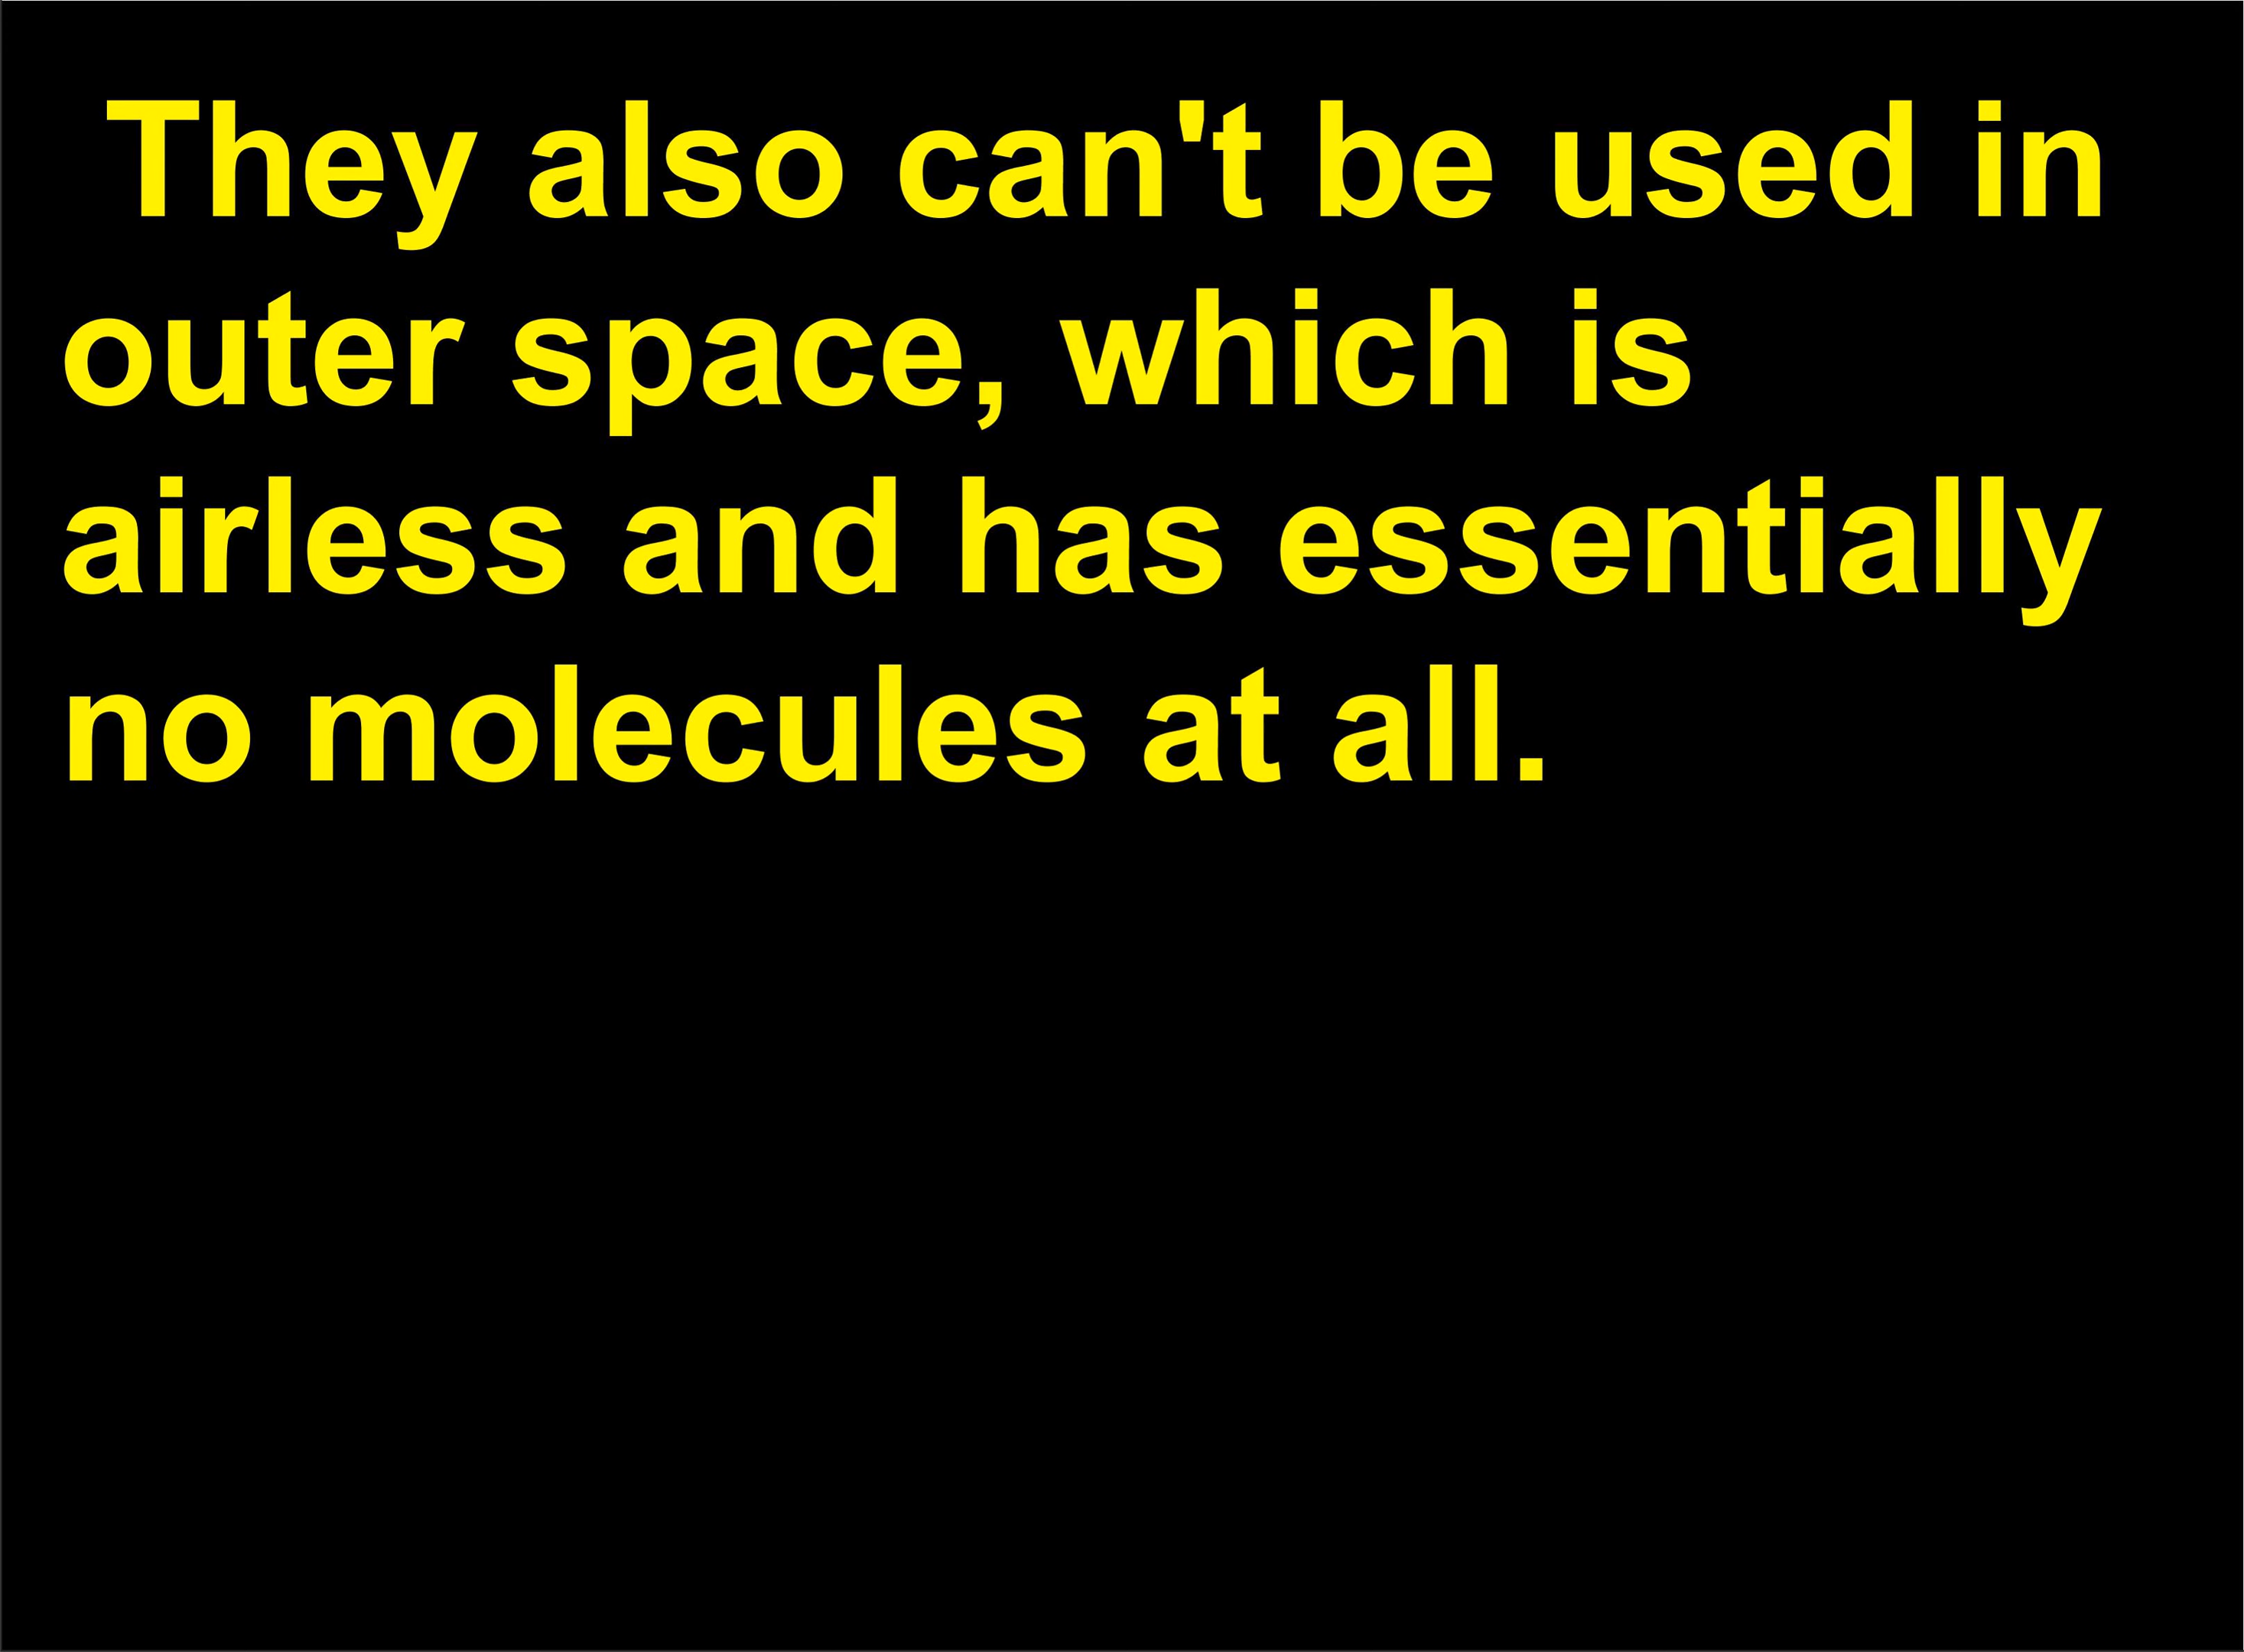 They also can't be used in
outer space, which is
airless and has essentially
no molecules at all.